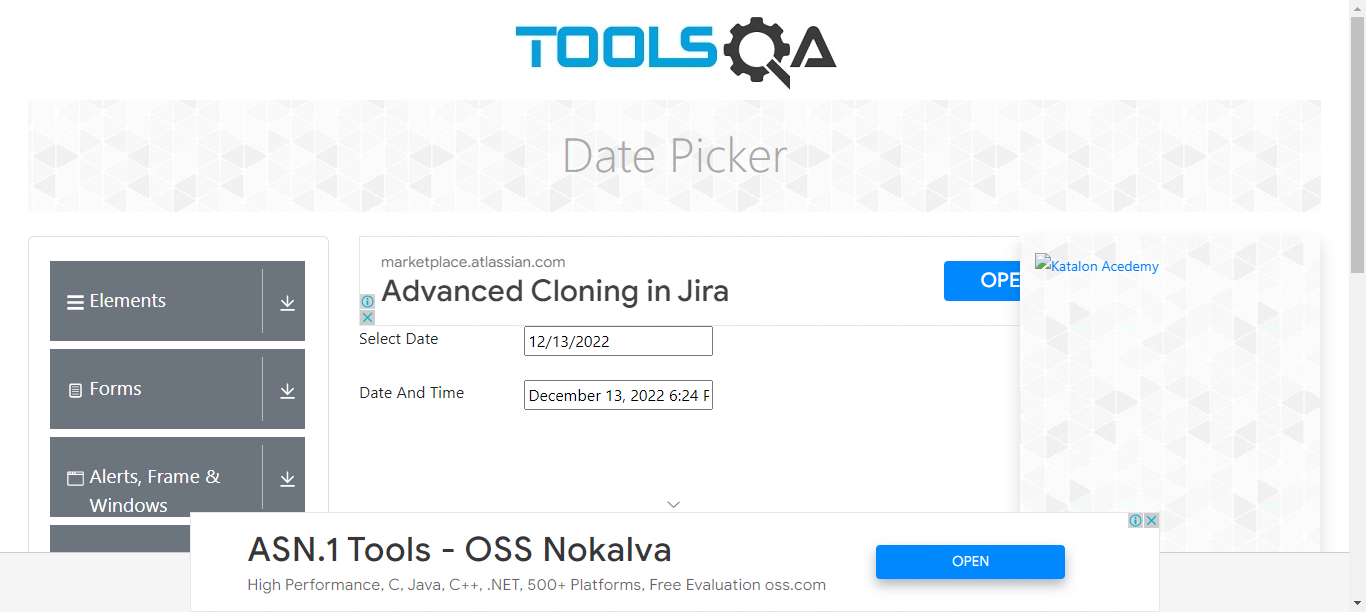 TOOLSQA
Date Picker
Elements
Forms
Alerts, Frame &
Windows
marketplace.atlassian.com
Advanced Cloning in Jira
OPE
Select Date
12/13/2022
Date And Time
December 13, 2022 6:24 P
Katalon Acedemy
ASN.1 Tools - OSS Nokalva
High Performance, C, Java, C++, .NET, 500+ Platforms, Free Evaluation oss.com
OPEN